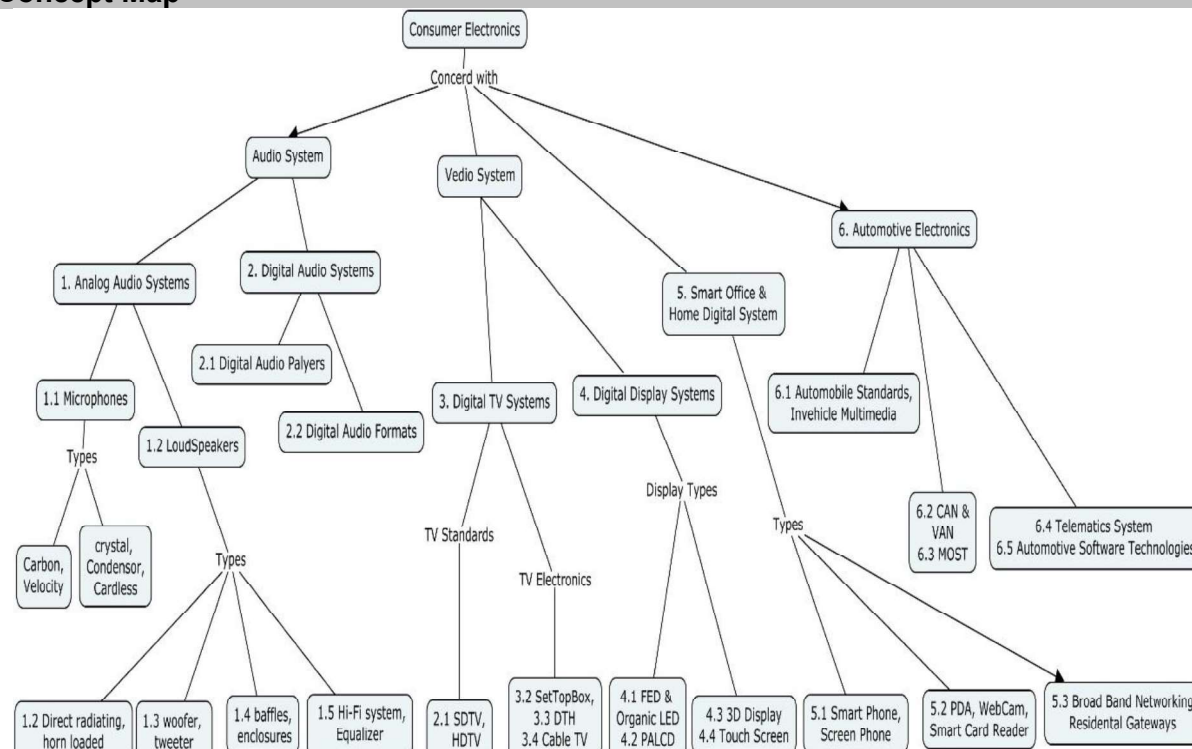 Concept Map
Consumer Electronics
Concerd with
Audio System
Vedio System
6. Automotive Electronics
1. Analog Audio Systems
2. Digital Audio Systems
5. Smart Office &
Home Digital System
2.1 Digital Audio Palyers
1.1 Microphones
3. Digital TV Systems
4. Digital Display Systems
6.1 Automobile Standards,
Invehicle Multimedia
2.2 Digital Audio Formats
1.2 LoudSpeakers
Types
Display Types
TV Standards
Types
6.2 CAN &
VAN
6.3 MOST
6.4 Telematics System
6.5 Automotive Software Technologies
Carbon,
Velocity
crystal,
Condensor,
Cardless
Types
TV Electronics
1.2 Direct radiating,
horn loaded
1.3 woofer,
tweeter
1.4 baffles,
enclosures
1.5 Hi-Fi system,
Equalizer
2.1 SDTV,
HDTV
3.2 SetTopBox,
3.3 DTH
3.4 Cable TV
4.1 FED &
Organic LED
4.2 PALCD
4.3 3D Display
4.4 Touch Screen
5.1 Smart Phone,
Screen Phone
5.2 PDA, WebCam,
Smart Card Reader
5.3 Broad Band Networking
Residental Gateways